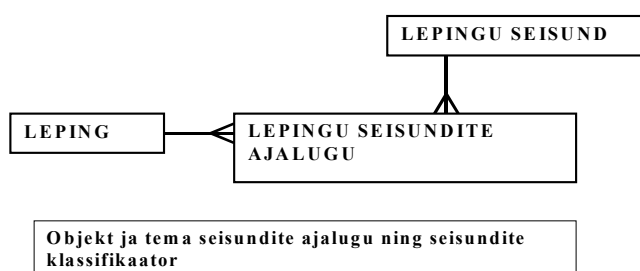 LEPINGU SEISUND
LEPING
LEPINGU SEISUNDITE
AJALUGU
Objekt ja tema seisundite ajalugu ning seisundite
klassifikaator